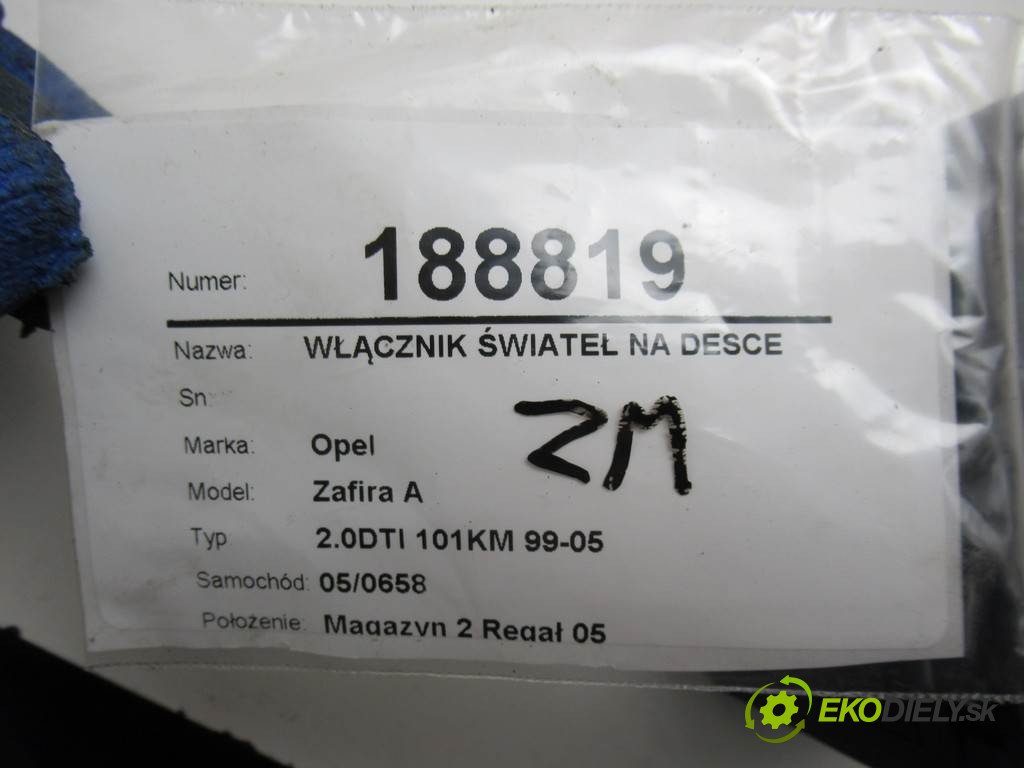 Numer: 188819
Nazwa: WŁĄCZNIK ŚWIATEŁ NA DESCE
Sn
ZM
Marka: Opel
Model: Zafira A
Typ 2.0DTI 101KM 99-05
Samochód: 05/0658
Położenie: Magazyn 2 Regał 05
EKODIELY.sk